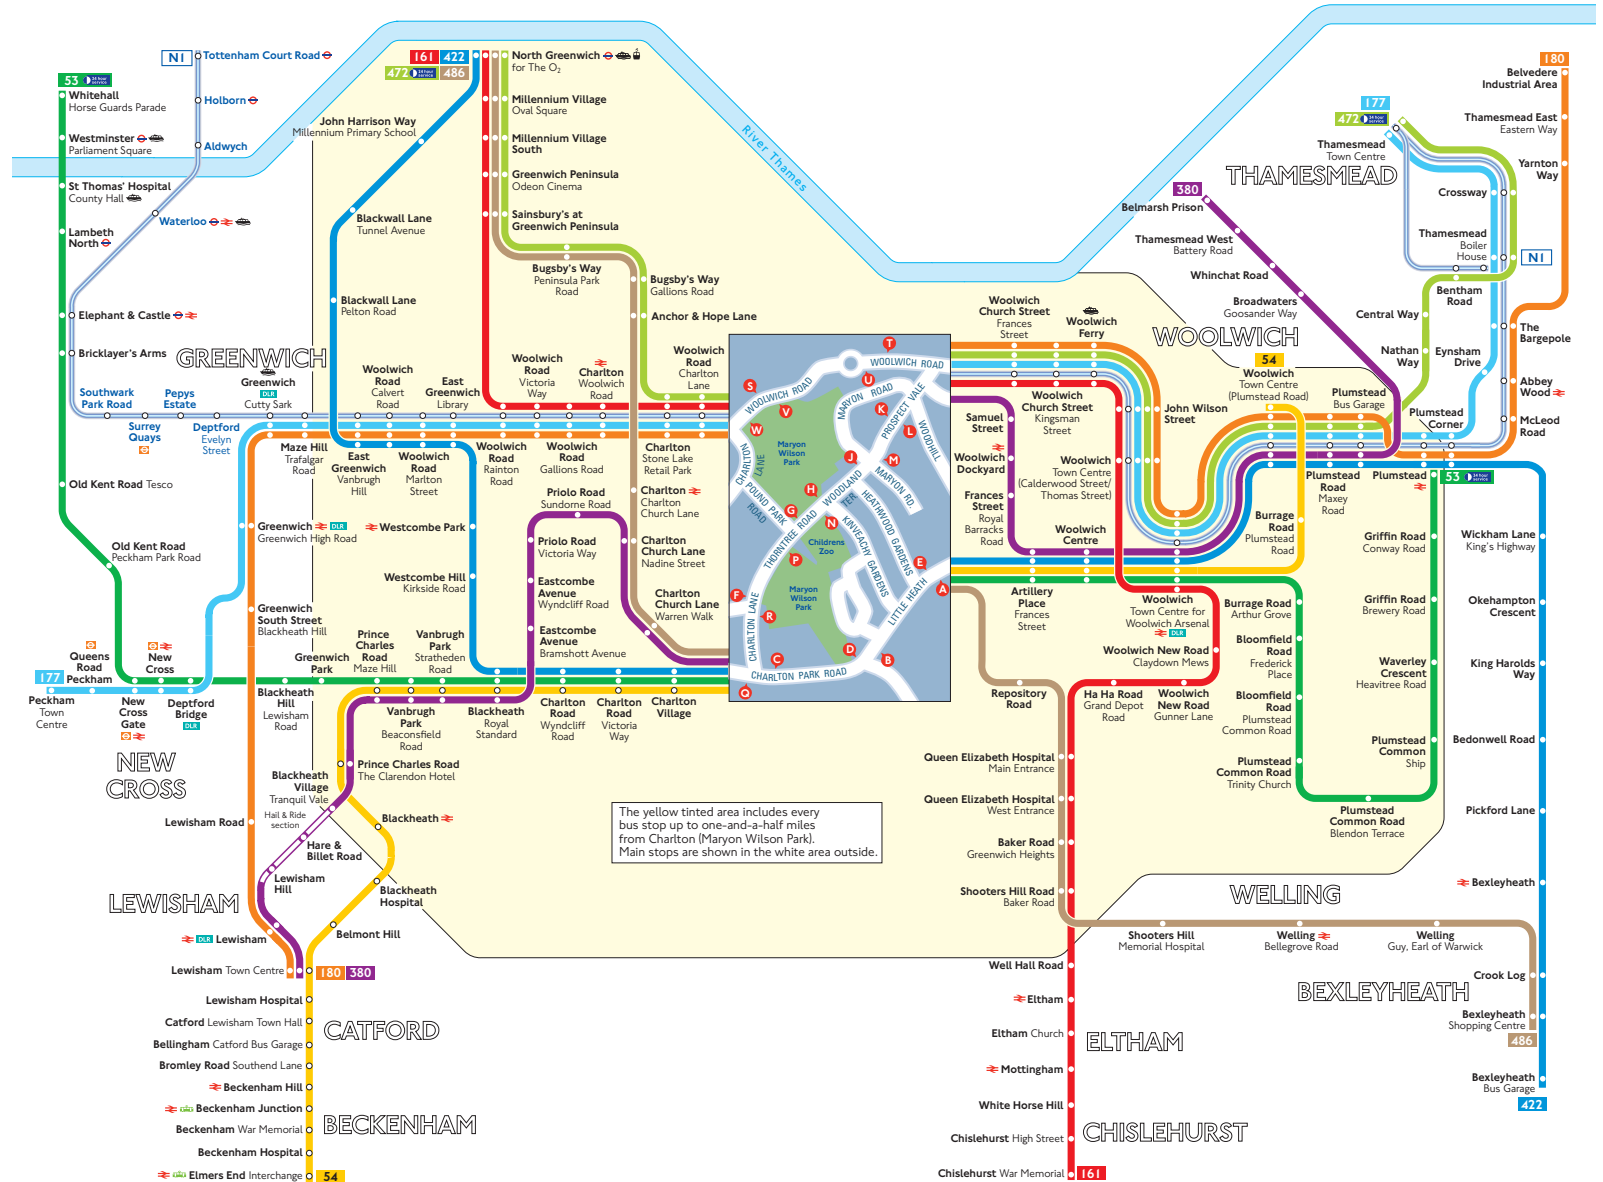 53 24 hour service
Whitehall
Horse Guards Parade
Westminster
Parliament Square
St Thomas' Hospital
County Hall
Lambeth
North
N1
Tottenham Court Road
Holborn
Aldwych
Waterloo
Elephant & Castle
Bricklayer's Arms
GREENWICH
Southwark
Park Road
Pepys
Estate
Surrey
Quays
Deptford
Evelyn
Street
Greenwich
DLR
Cutty Sark
Old Kent Road Tesco
Old Kent Road
Peckham Park Road
Greenwich DLR
Greenwich High Road
Greenwich
South Street
Blackheath Hill
Queens
Road
Peckham
New
Cross
177
Peckham
Town
Centre
New
Cross
Gate
Deptford
Bridge
DLR
NEW
CROSS
Greenwich
Park
Blackheath
Hill
Lewisham
Road
161
422
472 24 hour service
486
North Greenwich
for The O2
Millennium Village
Oval Square
Millennium Village
South
Greenwich Peninsula
Odeon Cinema
Sainsbury's at
Greenwich Peninsula
John Harrison Way
Millennium Primary School
Blackwall Lane
Tunnel Avenue
Blackwall Lane
Pelton Road
Bugsby's Way
Peninsula Park
Road
Bugsby's Way
Gallions Road
Anchor & Hope Lane
River Thames
Woolwich
Road
Calvert
Road
East
Greenwich
Library
Woolwich
Road
Victoria
Way
Charlton
Woolwich
Road
Woolwich
Road
Charlton
Lane
Maze Hill
Trafalgar
Road
East
Greenwich
Vanbrugh
Hill
Woolwich
Road
Marlton
Street
Woolwich
Road
Rainton
Road
Woolwich
Road
Gallions Road
Charlton
Stone Lake
Retail Park
Charlton
Charlton
Church Lane
Priolo Road
Sundorne Road
Westcombe Park
Priolo Road
Victoria Way
Charlton
Church Lane
Nadine Street
Westcombe Hill
Kirkside Road
Eastcombe
Avenue
Wyndcliff Road
Charlton
Church Lane
Warren Walk
Prince
Charles
Road
Maze Hill
Vanbrugh
Park
Stratheden
Road
Eastcombe
Avenue
Bramshott Avenue
Vanbrugh
Park
Beaconsfield
Road
Blackheath
Royal
Standard
Charlton
Road
Wyndcliff
Road
Charlton
Road
Victoria
Way
Charlton
Village
Prince Charles Road
The Clarendon Hotel
Blackheath
Village
Tranquil Vale
Hail & Ride
section
Blackheath
Lewisham Road
Hare &
Billet Road
Lewisham
Hill
Blackheath
Hospital
LEWISHAM
Belmont Hill
DLR Lewisham
Lewisham Town Centre
180
380
Lewisham Hospital
Catford Lewisham Town Hall
CATFORD
Bellingham Catford Bus Garage
Bromley Road Southend Lane
Beckenham Hill
Beckenham Junction
BECKENHAM
Beckenham War Memorial
Beckenham Hospital
Elmers End Interchange
54
The yellow tinted area includes every
bus stop up to one-and-a-half miles
from Charlton (Maryon Wilson Park).
Main stops are shown in the white area outside.
T
WOOLWICH ROAD
S
WOOLWICH ROAD
U
MARYON ROAD
PROSPECT VALE
V
K
W
L
WOODHILL
Maryon
Wilson
Park
CHARLTON
LANE
J
M
MARYON RD.
WOODLAND
TER
H
POUND PARK
ROAD
G
N
HEATHWOOD GARDENS
KINVEACHY GARDENS
THORNTREE ROAD
Childrens
Zoo
P
E
Maryon
Wilson
Park
A
F
LITTLE HEATH
R
CHARLTON LANE
C
D
B
CHARLTON PARK ROAD
Q
Woolwich
Church Street
Frances
Street
Woolwich
Ferry
WOOLWICH
Samuel
Street
Woolwich
Church Street
Kingsman
Street
John Wilson
Street
Woolwich
Dockyard
Woolwich
Town Centre
(Calderwood Street/
Thomas Street)
Frances
Street
Royal
Barracks
Road
Woolwich
Centre
Artillery
Place
Frances
Street
Woolwich
Town Centre for
Woolwich Arsenal
DLR
Woolwich New Road
Claydown Mews
Repository
Road
Ha Ha Road
Grand Depot
Road
Woolwich
New Road
Gunner Lane
Queen Elizabeth Hospital
Main Entrance
Queen Elizabeth Hospital
West Entrance
Baker Road
Greenwich Heights
Shooters Hill Road
Baker Road
Well Hall Road
Eltham
Eltham Church
ELTHAM
Mottingham
White Horse Hill
Chislehurst High Street
CHISLEHURST
Chislehurst War Memorial
161
380
Belmarsh Prison
Thamesmead West
Battery Road
Whinchat Road
Broadwaters
Goosander Way
54
Woolwich
Town Centre
(Plumstead Road)
Plumstead
Bus Garage
Plumstead
Corner
Plumstead
Road
Maxey
Road
Plumstead
53 24 hour service
Burrage
Road
Plumstead
Road
Burrage Road
Arthur Grove
Bloomfield
Road
Frederick
Place
Bloomfield
Road
Plumstead
Common Road
Plumstead
Common Road
Trinity Church
Plumstead
Common Road
Blendon Terrace
Griffin Road
Conway Road
Griffin Road
Brewery Road
Waverley
Crescent
Heavitree Road
Plumstead
Common
Ship
177
472 24 hour service
Thamesmead
Town Centre
THAMESMEAD
Crossway
Thamesmead
Boiler
House
N1
Bentham
Road
Central Way
Nathan
Way
Eynsham
Drive
180
Belvedere
Industrial Area
Thamesmead East
Eastern Way
Yarnton
Way
The
Bargepole
Abbey
Wood
McLeod
Road
Wickham Lane
King's Highway
Okehampton
Crescent
King Harolds
Way
Bedonwell Road
Pickford Lane
Bexleyheath
WELLING
Shooters Hill
Memorial Hospital
Welling
Bellegrove Road
Welling
Guy, Earl of Warwick
Crook Log
BEXLEYHEATH
Bexleyheath
Shopping Centre
486
Bexleyheath
Bus Garage
422